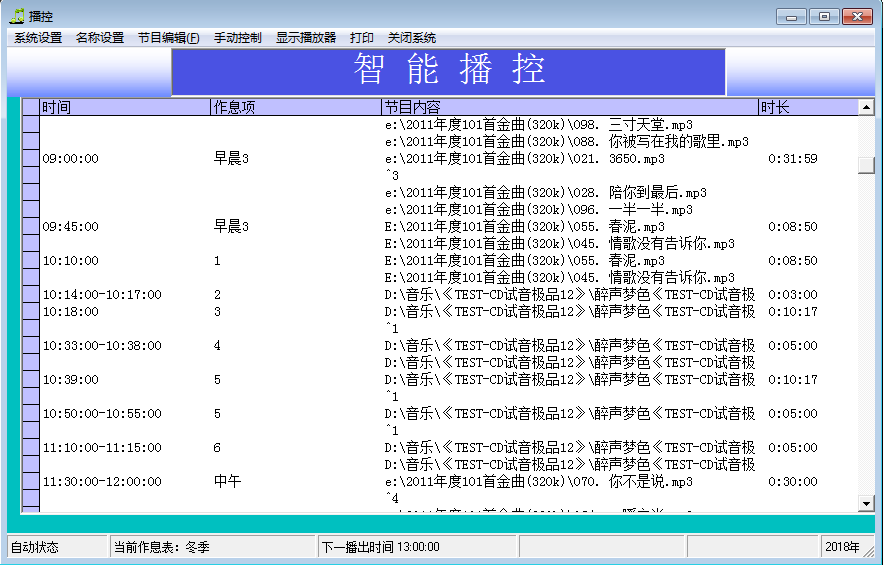 播控
系统设置 名称设置 节目编辑(F) 手动控制 显示播放器 打印 关闭系统
智能播控
时间 作息项 节目内容 时长
e:\2011年度101首金曲(320k)\098. 三寸天堂.mp3
e:\2011年度101首金曲(320k)\088. 你被写在我的歌里.mp3
09:00:00 早晨3 e:\2011年度101首金曲(320k)\021. 3650.mp3 0:31:59
^3
e:\2011年度101首金曲(320k)\028. 陪你到最后.mp3
e:\2011年度101首金曲(320k)\096. 一半一半.mp3
09:45:00 早晨3 E:\2011年度101首金曲(320k)\055. 春泥.mp3 0:08:50
E:\2011年度101首金曲(320k)\045. 情歌没有告诉你.mp3
10:10:00 1 E:\2011年度101首金曲(320k)\055. 春泥.mp3 0:08:50
E:\2011年度101首金曲(320k)\045. 情歌没有告诉你.mp3
10:14:00-10:17:00 2 D:\音乐\《TEST-CD试音极品12》\醉声梦色《TEST-CD试音极 0:03:00
10:18:00 3 D:\音乐\《TEST-CD试音极品12》\醉声梦色《TEST-CD试音极 0:10:17
^1
10:33:00-10:38:00 4 D:\音乐\《TEST-CD试音极品12》\醉声梦色《TEST-CD试音极 0:05:00
D:\音乐\《TEST-CD试音极品12》\醉声梦色《TEST-CD试音极
10:39:00 5 D:\音乐\《TEST-CD试音极品12》\醉声梦色《TEST-CD试音极 0:10:17
^1
10:50:00-10:55:00 5 D:\音乐\《TEST-CD试音极品12》\醉声梦色《TEST-CD试音极 0:05:00
^1
11:10:00-11:15:00 6 D:\音乐\《TEST-CD试音极品12》\醉声梦色《TEST-CD试音极 0:05:00
D:\音乐\《TEST-CD试音极品12》\醉声梦色《TEST-CD试音极
11:30:00-12:00:00 中午 e:\2011年度101首金曲(320k)\070. 你不是说.mp3 0:30:00
^4
自动状态 当前作息表：冬季 下一播出时间 13:00:00 2018年